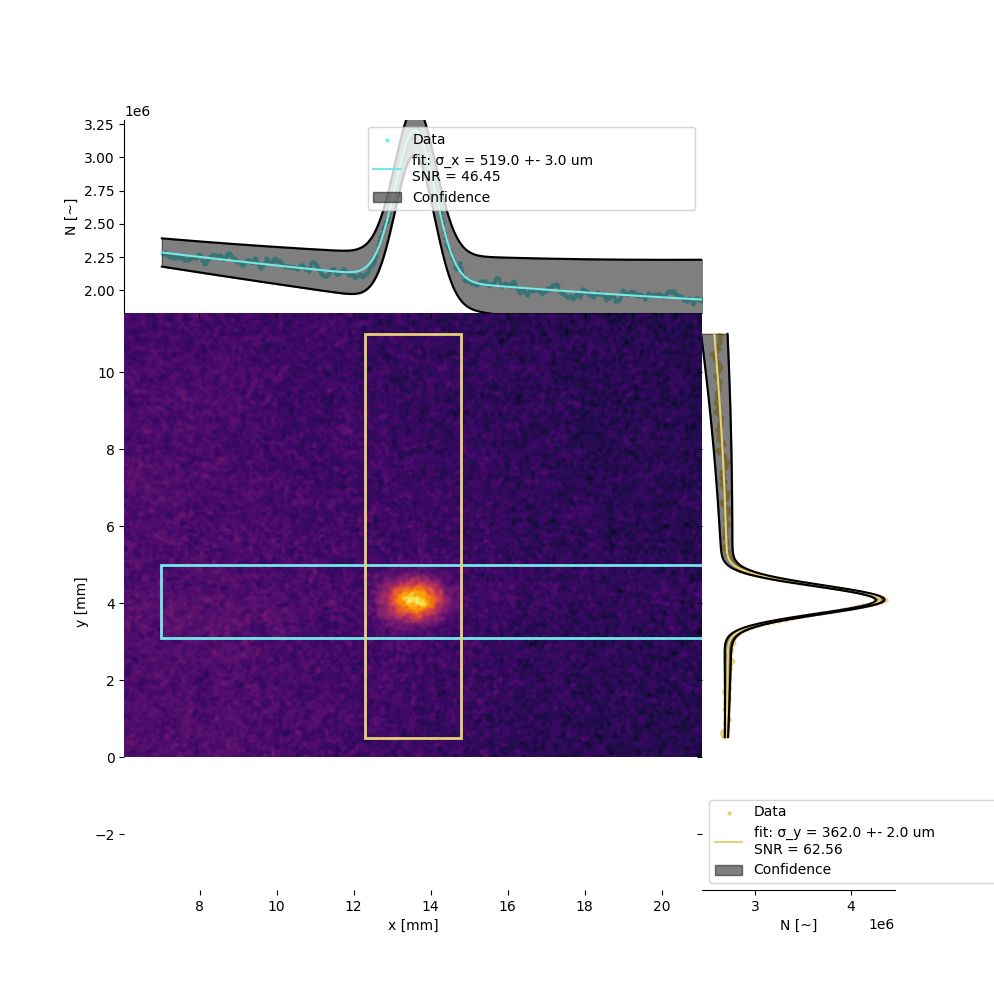 1e6
3.25
3.00
2.75
2.50
2.25
2.00
N [~]
Data
fit: σ_x = 519.0 +- 3.0 um
SNR = 46.45
Confidence
10
8
6
4
2
0
−2
y [mm]
8
10
12
14
16
18
20
x [mm]
Data
fit: σ_y = 362.0 +- 2.0 um
SNR = 62.56
Confidence
3
4
1e6
N [~]